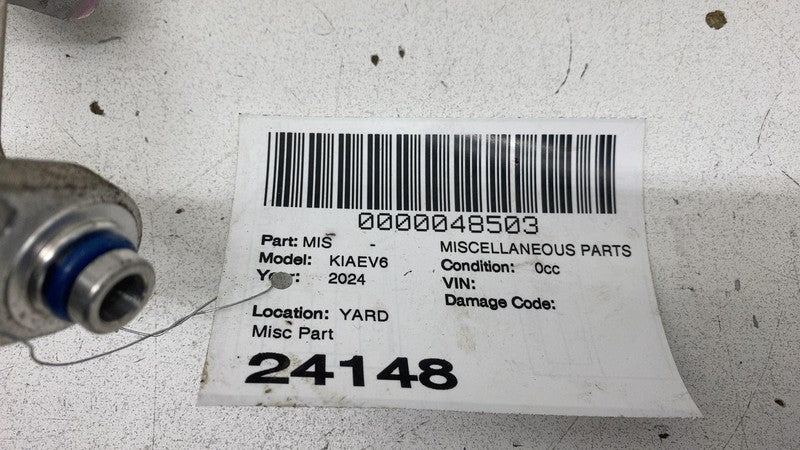 0000048503
Part: MIS - MISCELLANEOUS PARTS
Model: KIAEV6 Condition: 0cc
Year: 2024 VIN:
Damage Code:
Location: YARD
Misc Part
24148